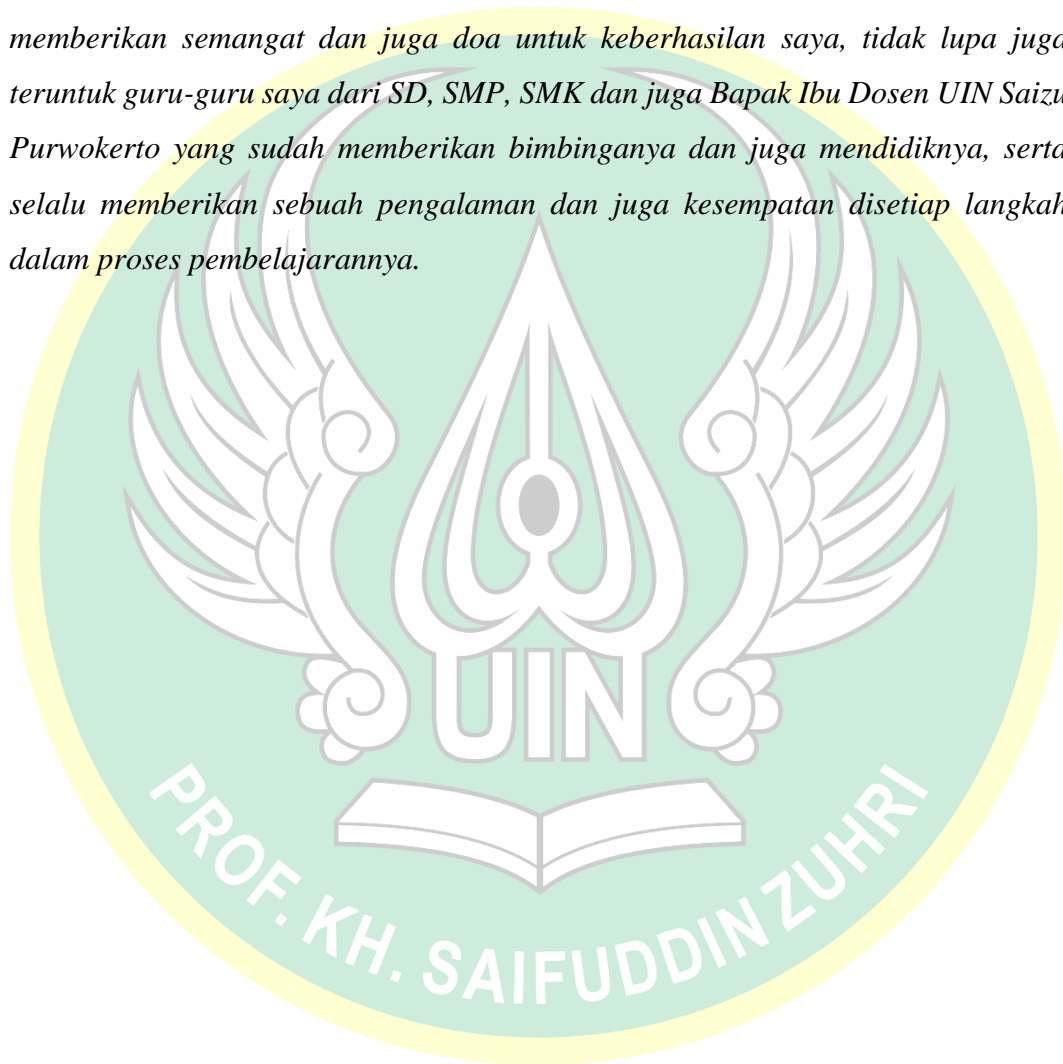 memberikan semangat dan juga doa untuk keberhasilan saya, tidak lupa juga
teruntuk guru-guru saya dari SD, SMP, SMK dan juga Bapak Ibu Dosen UIN Saizu
Purwokerto yang sudah memberikan bimbinganya dan juga mendidiknya, serta
selalu memberikan sebuah pengalaman dan juga kesempatan disetiap langkah
dalam proses pembelajarannya.
UIN
PROF. KH. SAIFUDDIN ZUHRI